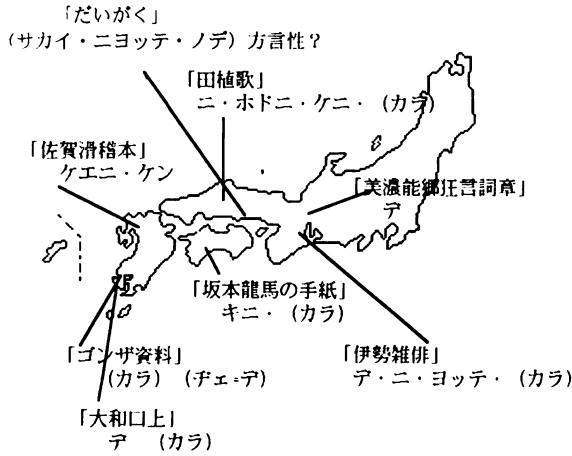 「だいがく」
(サカイ・ニヨッテ・ノデ) 方言性?
「田植歌」
ニ・ホドニ・ケニ・(カラ)
「佐賀滑稽本」
ケエニ・ケン
「美濃能郷狂言詞章」
デ
「坂本龍馬の手紙」
キニ・(カラ)
「ゴンザ資料」
(カラ) (ヂェ=デ)
「伊勢雑俳」
デ・ニ・ヨッテ・(カラ)
「大和口上」
デ (カラ)